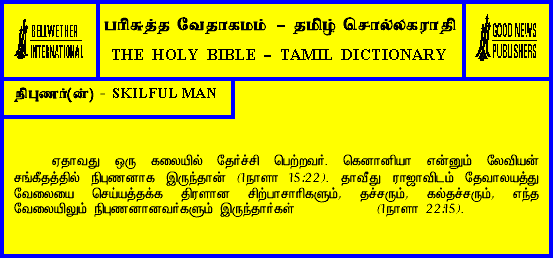 BELLWETHER
INTERNATIONAL
பரிசுத்த வேதாகமம் - தமிழ் சொல்லகராதி
THE HOLY BIBLE – TAMIL DICTIONARY
GOOD NEWS
PUBLISHERS
நிபுணர்(ன்) - SKILFUL MAN
ஏதாவது ஒரு கலையில் தேர்ச்சி பெற்றவர். கெனானியா என்னும் லேவியன்
சங்கீதத்தில் நிபுணனாக இருந்தான் (1நாளா 15:22). தாவீது ராஜாவிடம் தேவாலயத்து
வேலையை செய்யத்தக்க திரளான சிற்பாசாரிகளும், தச்சரும், கல்தச்சரும், எந்த
வேலையிலும் நிபுணனானவர்களும் இருந்தார்கள் (1நாளா 22:15).